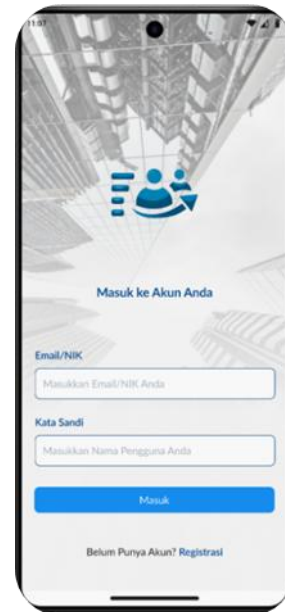 11:07
Masuk ke Akun Anda
Email/NIK
Masukkan Email/NIK Anda
Kata Sandi
Masukkan Nama Pengguna Anda
Masuk
Belum Punya Akun? Registrasi